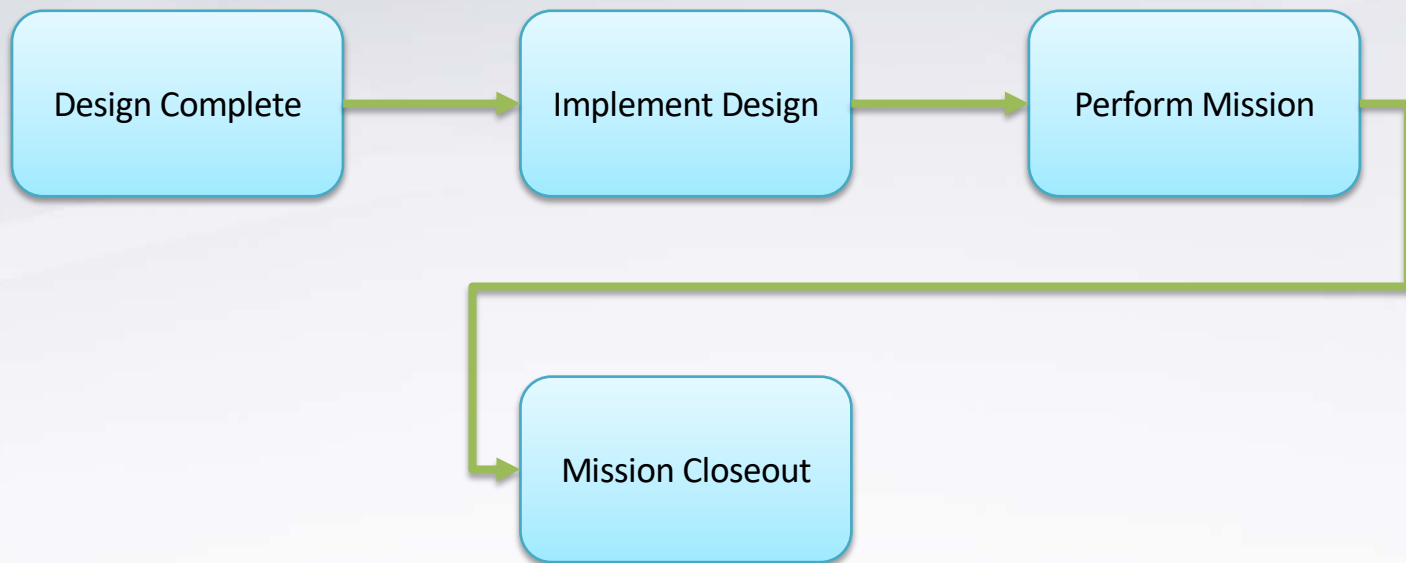 Design Complete
Implement Design
Perform Mission
Mission Closeout